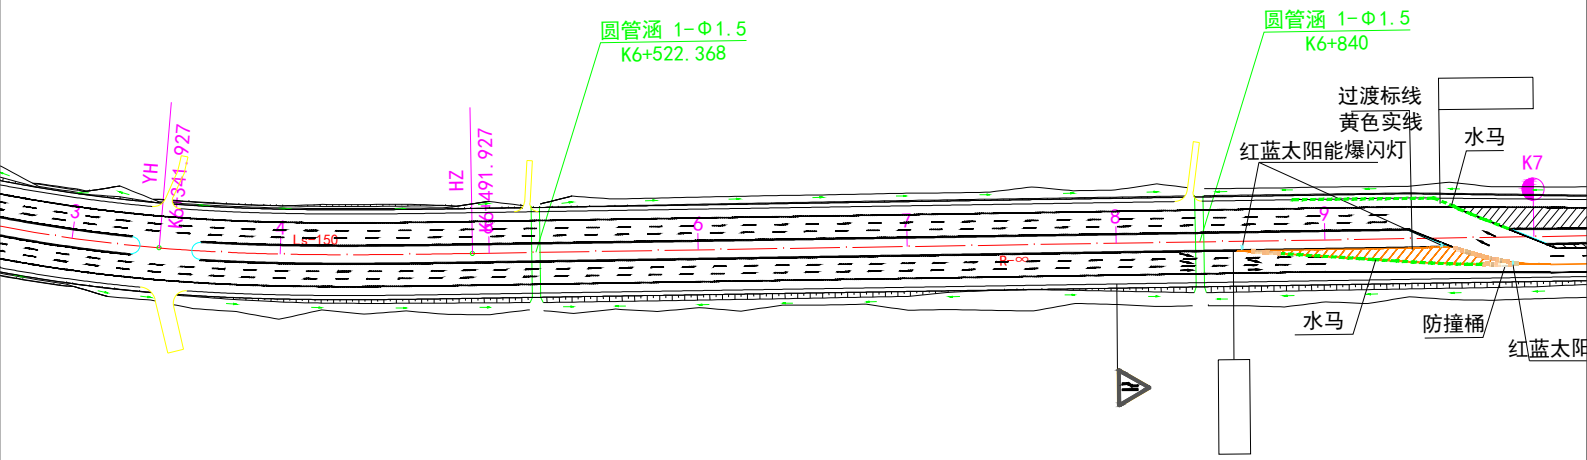 圆管涵 1-Φ1.5
K6+522.368
圆管涵 1-Φ1.5
K6+840
过渡标线
黄色实线
水马
红蓝太阳能爆闪灯
K7
YH
K6+341.927
HZ
K6+491.927
3
4
Ls-150
6
7
8
9
R-∞
水马
防撞桶
红蓝太阳